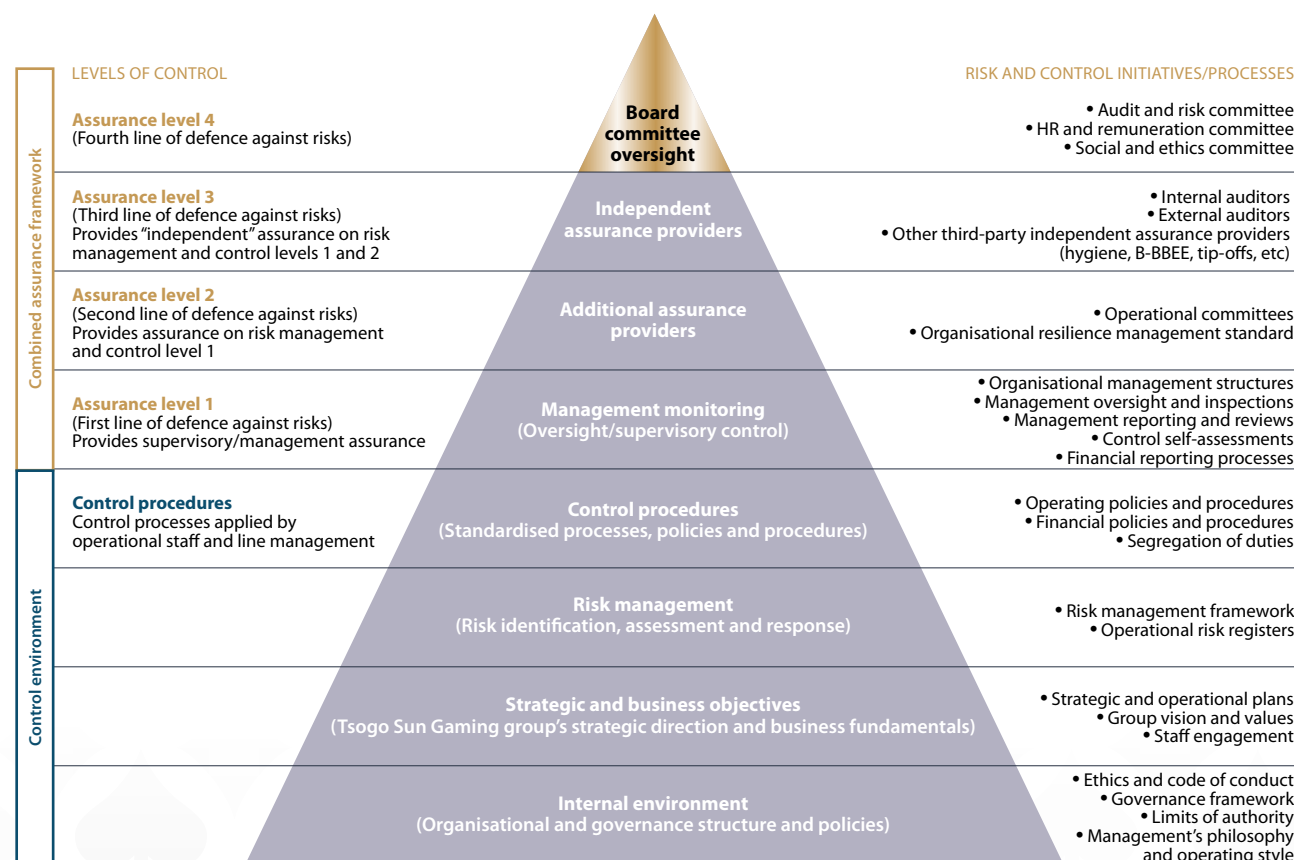 LEVELS OF CONTROL
RISK AND CONTROL INITIATIVES/PROCESSES
Combined assurance framework
Assurance level 4
(Fourth line of defence against risks)
Board
committee
oversight
• Audit and risk committee
• HR and remuneration committee
• Social and ethics committee
Assurance level 3
(Third line of defence against risks)
Provides “independent” assurance on risk
management and control levels 1 and 2
Independent
assurance providers
• Internal auditors
• External auditors
• Other third-party independent assurance providers
(hygiene, B-BBEE, tip-offs, etc)
Assurance level 2
(Second line of defence against risks)
Provides assurance on risk management
and control level 1
Additional assurance
providers
• Operational committees
• Organisational resilience management standard
Assurance level 1
(First line of defence against risks)
Provides supervisory/management assurance
Management monitoring
(Oversight/supervisory control)
• Organisational management structures
• Management oversight and inspections
• Management reporting and reviews
• Control self-assessments
• Financial reporting processes
Control environment
Control procedures
Control processes applied by
operational staff and line management
Control procedures
(Standardised processes, policies and procedures)
• Operating policies and procedures
• Financial policies and procedures
• Segregation of duties
Risk management
(Risk identification, assessment and response)
• Risk management framework
• Operational risk registers
Strategic and business objectives
(Tsogo Sun Gaming group’s strategic direction and business fundamentals)
• Strategic and operational plans
• Group vision and values
• Staff engagement
Internal environment
(Organisational and governance structure and policies)
• Ethics and code of conduct
• Governance framework
• Limits of authority
• Management’s philosophy
and operating style